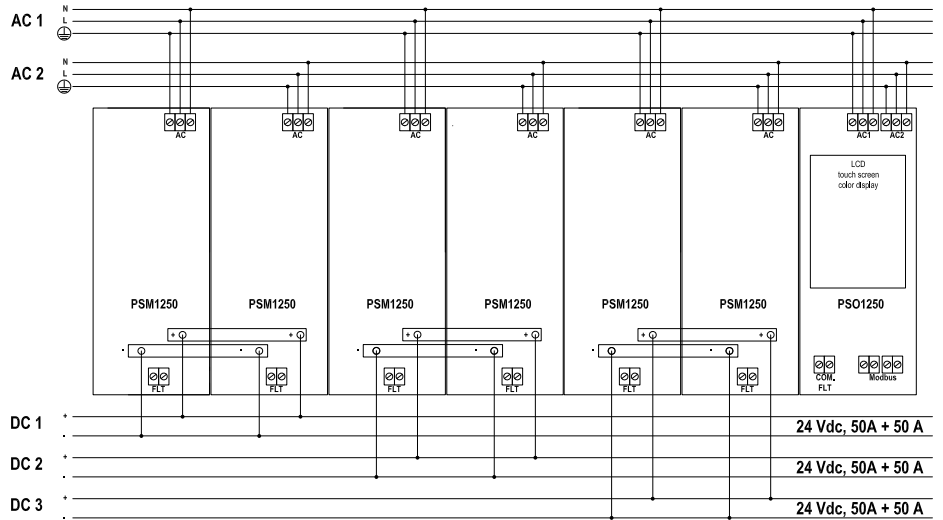 N
AC 1 L
N
AC 2 L
AC AC AC AC AC AC AC1 AC2
LCD
touch screen
color display
PSM1250 PSM1250 PSM1250 PSM1250 PSM1250 PSM1250 PSO1250
+ + + + + +
- - -
COM. Modbus
FLT FLT FLT FLT FLT FLT FLT
DC 1 +
- 24 Vdc, 50A + 50 A
DC 2 +
- 24 Vdc, 50A + 50 A
DC 3 +
- 24 Vdc, 50A + 50 A